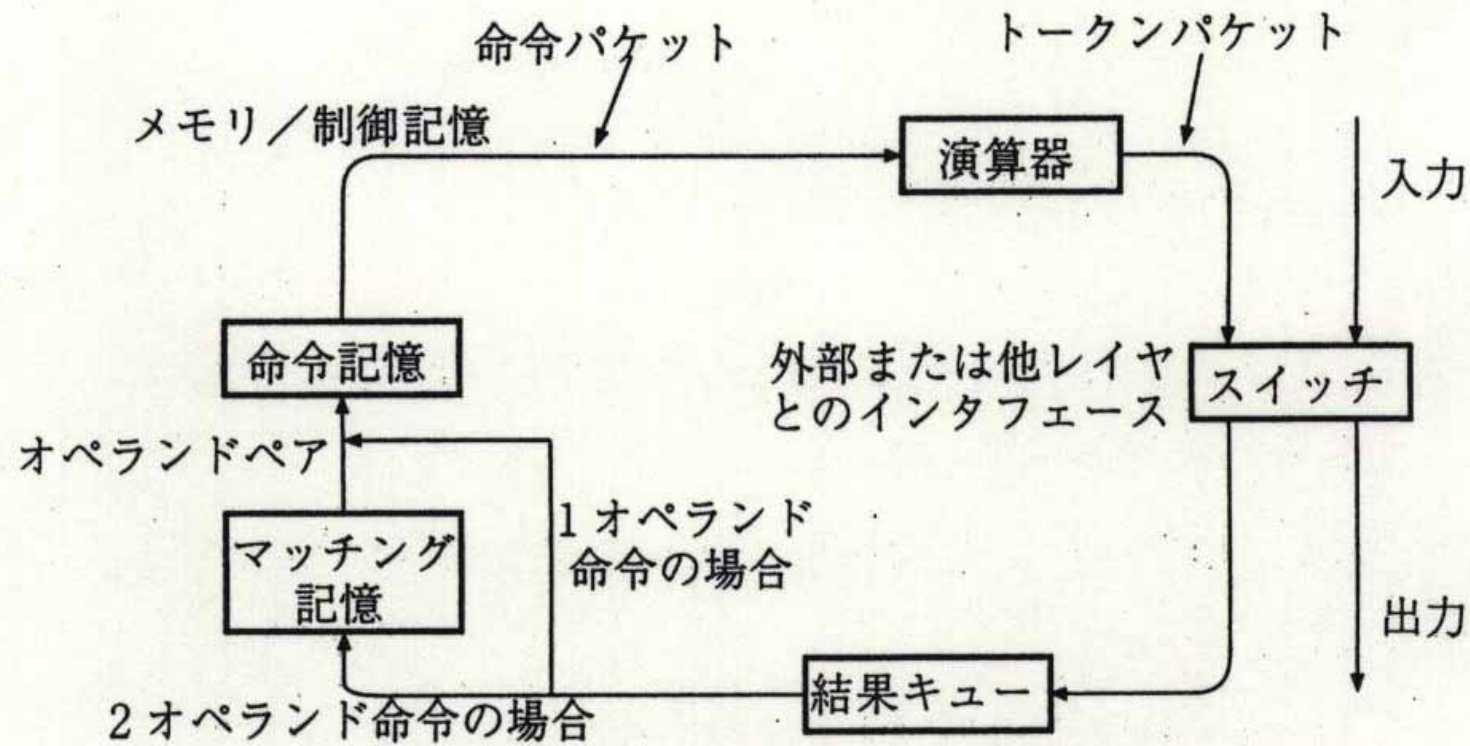 命令パケット
トークンパケット
メモリ／制御記憶
演算器
入力
命令記憶
外部または他レイヤ
とのインタフェース
スイッチ
オペランドペア
1オペランド
命令の場合
マッチング
記憶
出力
結果キュー
2オペランド命令の場合